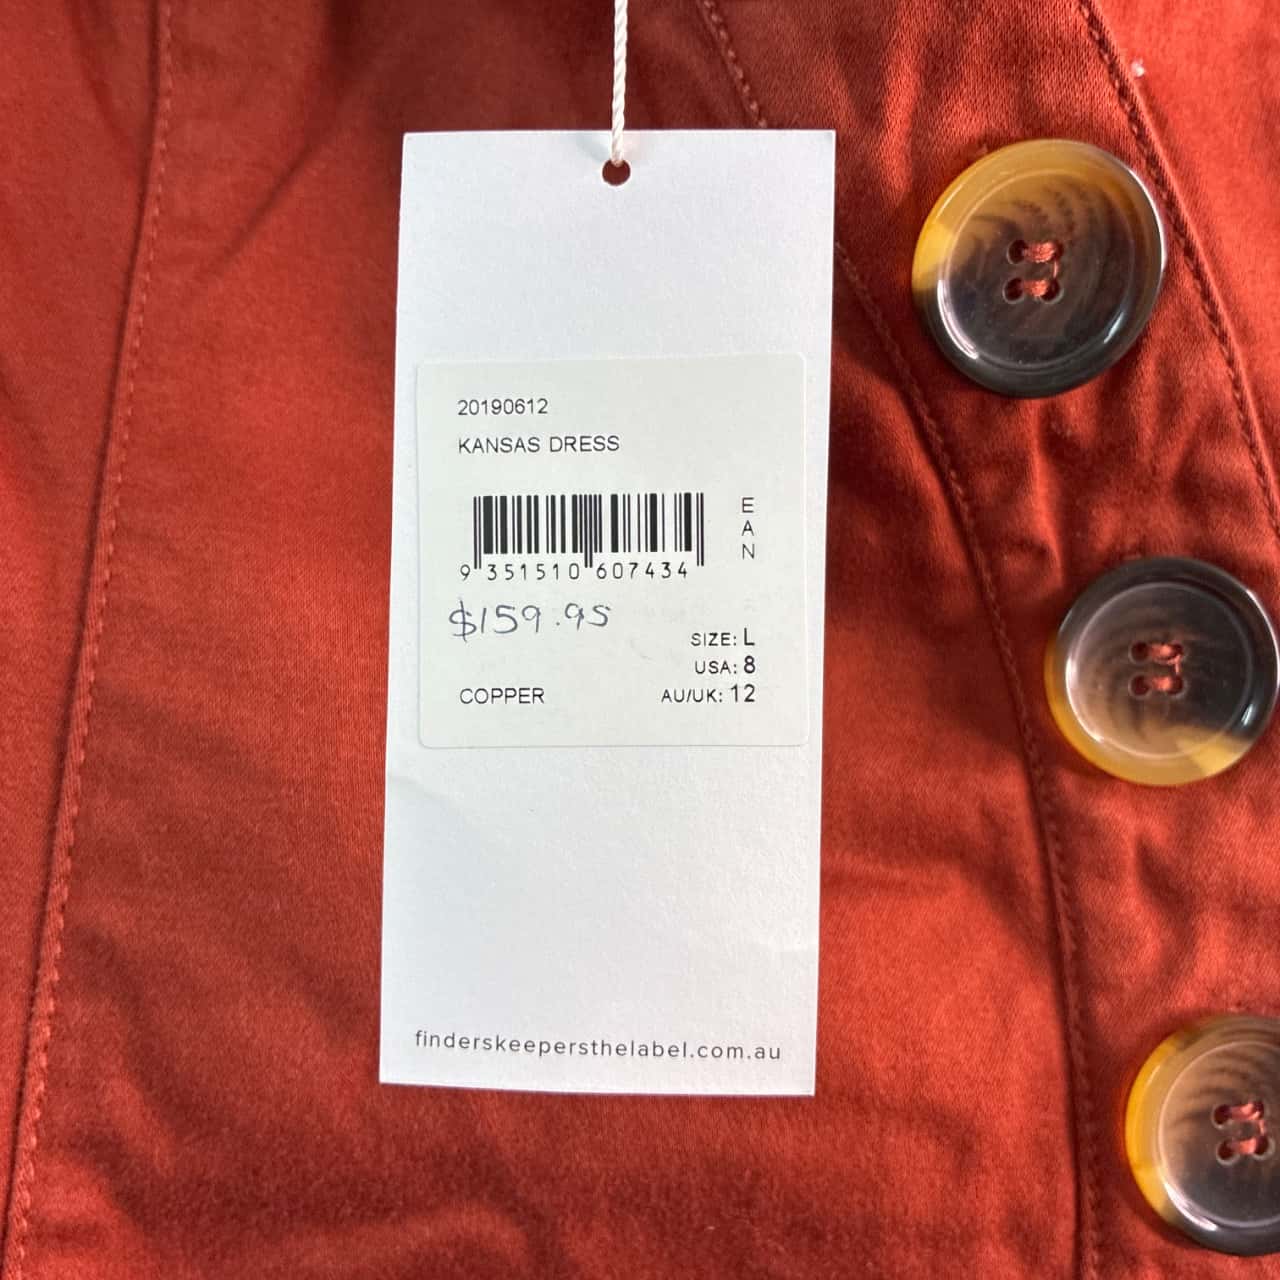 20190612
KANSAS DRESS
EAN
9 351510 607434
$159.95
SIZE: L
USA: 8
COPPER AU/UK: 12
finderskeepersthelabel.com.au